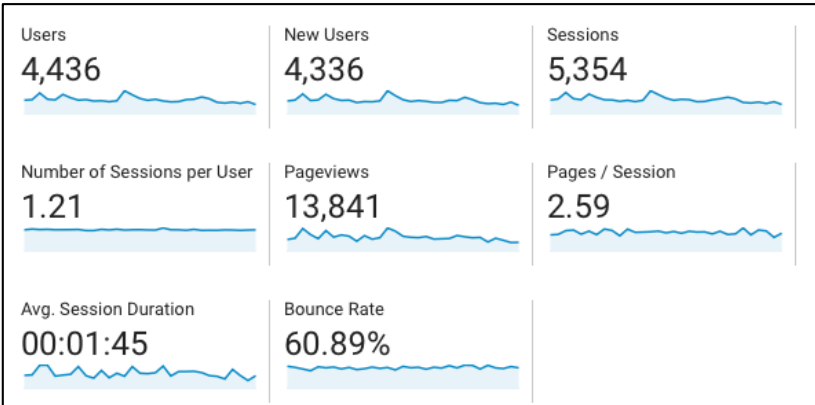 Users
4,436
New Users
4,336
Sessions
5,354
Number of Sessions per User
1.21
Pageviews
13,841
Pages / Session
2.59
Avg. Session Duration
00:01:45
Bounce Rate
60.89%